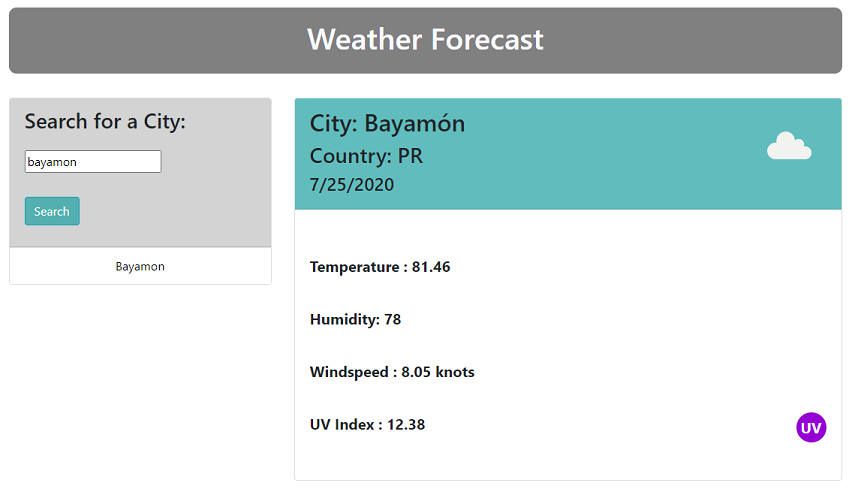 Weather Forecast
Search for a City:
bayamon
Search
Bayamon
City: Bayamón
Country: PR
7/25/2020
Temperature : 81.46
Humidity: 78
Windspeed : 8.05 knots
UV Index : 12.38
UV